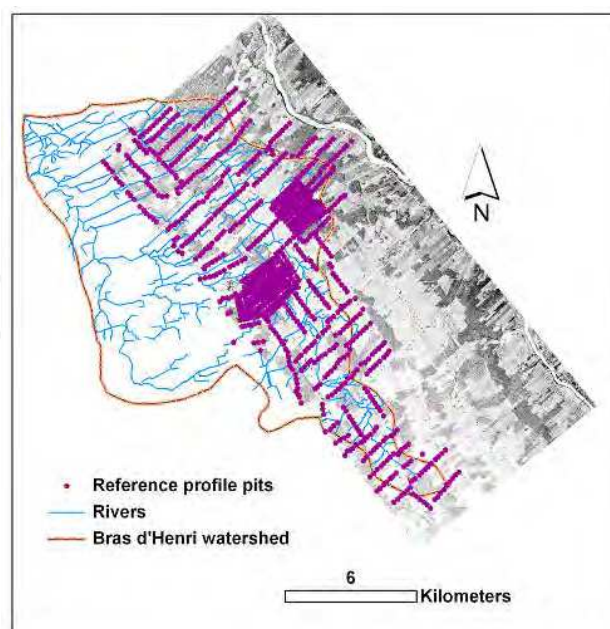 N
Reference profile pits
Rivers
Bras d'Henri watershed
6
Kilometers